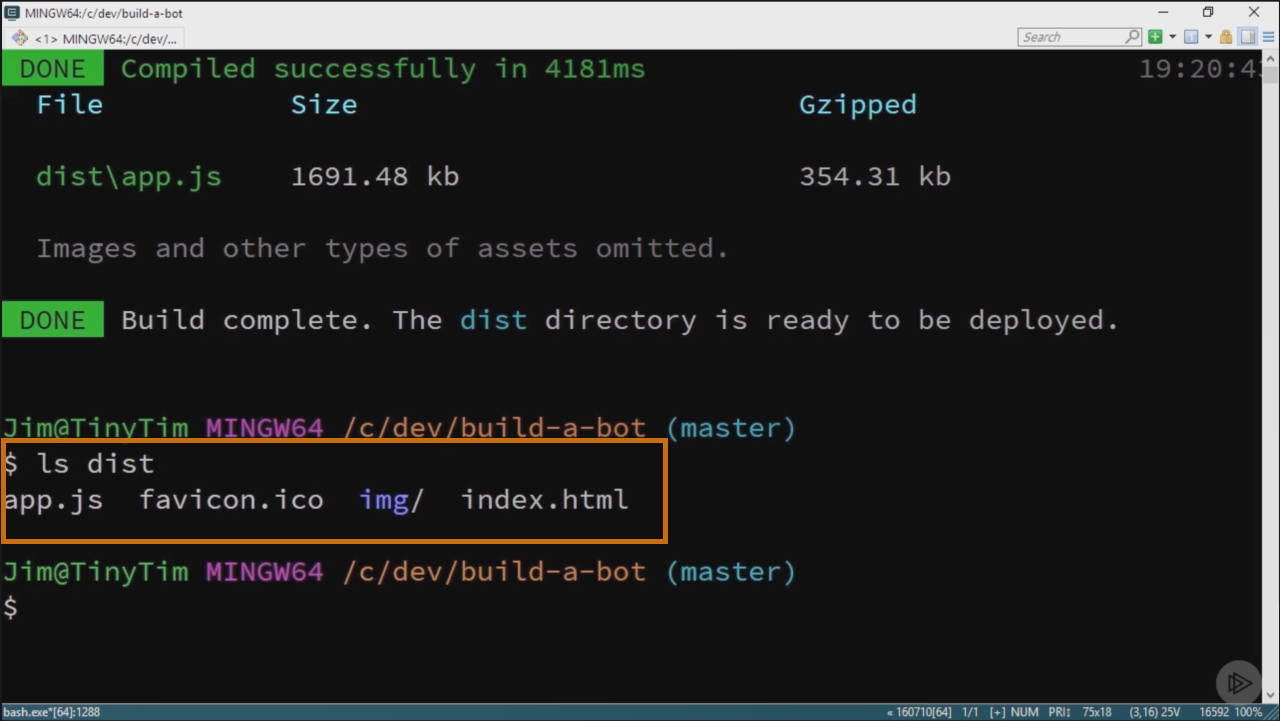 MINGW64:/c/dev/build-a-bot
<1> MINGW64:/c/dev/...
Search
DONE Compiled successfully in 4181ms 19:20:43
File Size Gzipped
dist\app.js 1691.48 kb 354.31 kb
Images and other types of assets omitted.
DONE Build complete. The dist directory is ready to be deployed.
Jim@TinyTim MINGW64 /c/dev/build-a-bot (master)
$ ls dist
app.js favicon.ico img/ index.html
Jim@TinyTim MINGW64 /c/dev/build-a-bot (master)
$
bash.exe*[64]:1288 « 160710[64] 1/1 [+] NUM PRI↕ 75x18 (3,16) 25V 16592 100%